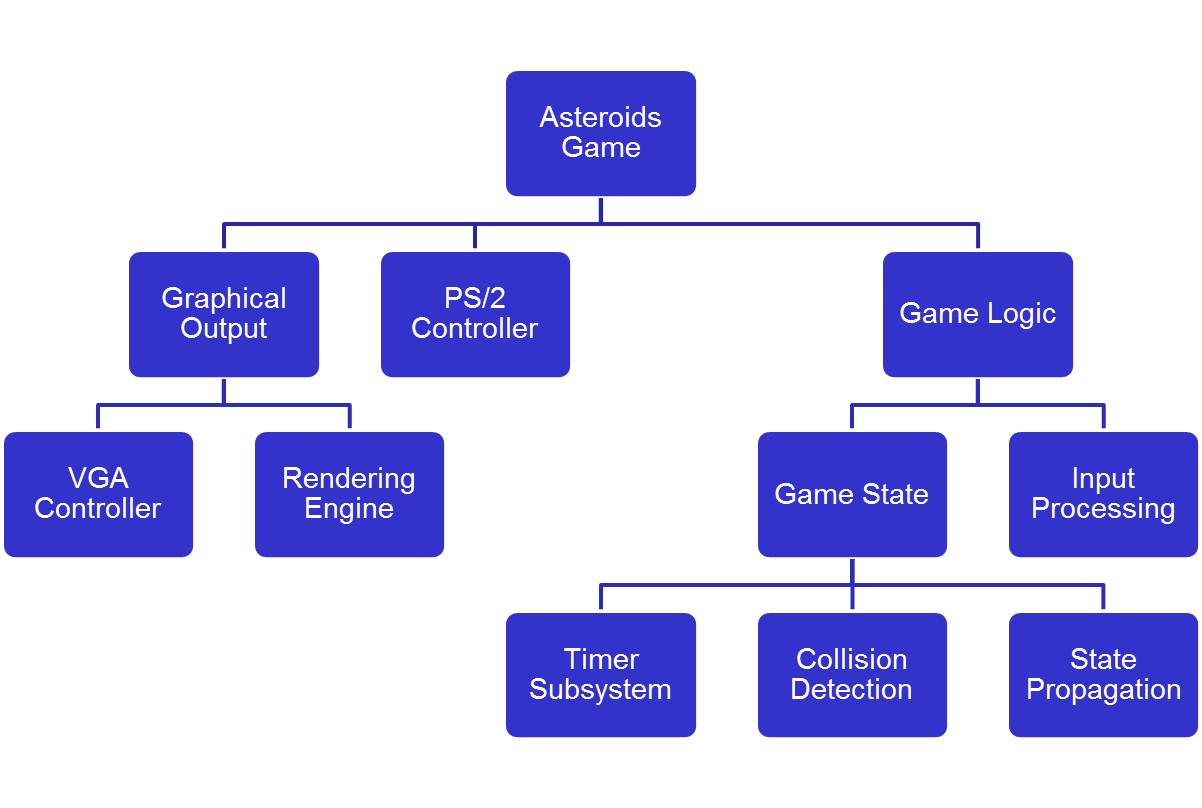 Asteroids
Game
Graphical
Output
PS/2
Controller
Game Logic
VGA
Controller
Rendering
Engine
Game State
Input
Processing
Timer
Subsystem
Collision
Detection
State
Propagation